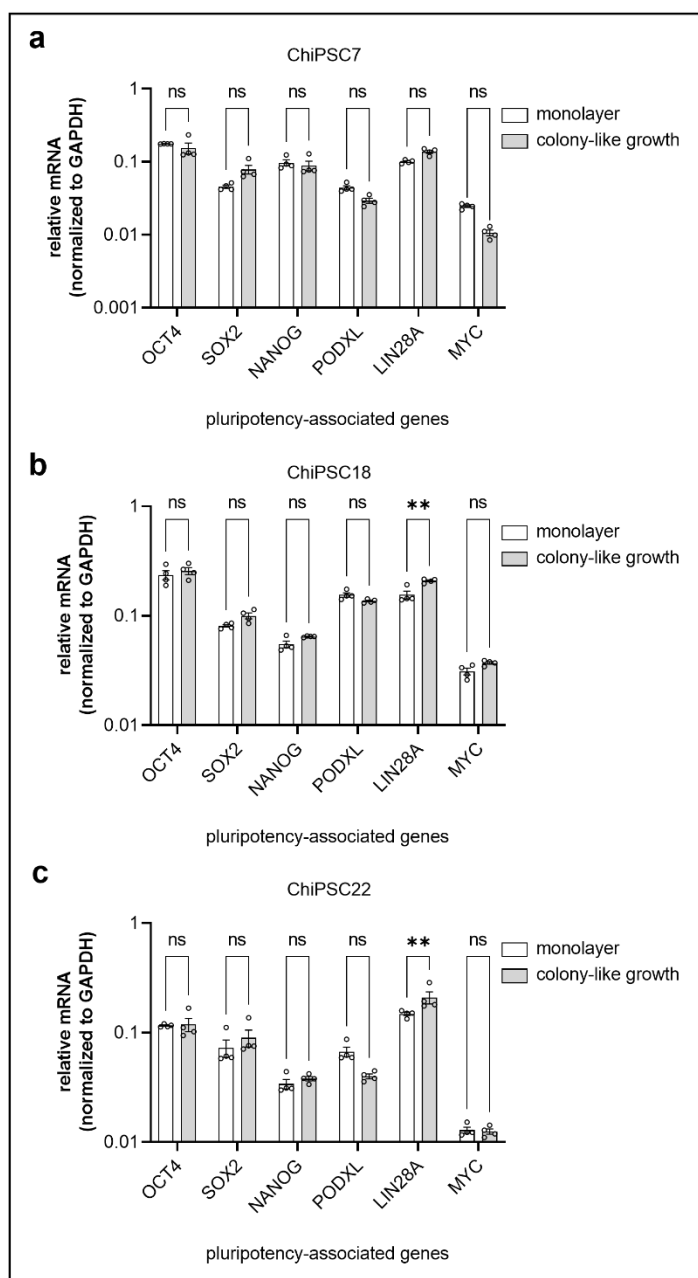 a
ChiPSC7
relative mRNA
(normalized to GAPDH)
1
0.1
0.01
0.001
ns ns ns ns ns ns
monolayer
colony-like growth
OCT4 SOX2 NANOG PODXL LIN28A MYC
pluripotency-associated genes
b
ChiPSC18
relative mRNA
(normalized to GAPDH)
1
0.1
0.01
ns ns ns ns ** ns
monolayer
colony-like growth
OCT4 SOX2 NANOG PODXL LIN28A MYC
pluripotency-associated genes
c
ChiPSC22
relative mRNA
(normalized to GAPDH)
1
0.1
0.01
ns ns ns ns ** ns
monolayer
colony-like growth
OCT4 SOX2 NANOG PODXL LIN28A MYC
pluripotency-associated genes